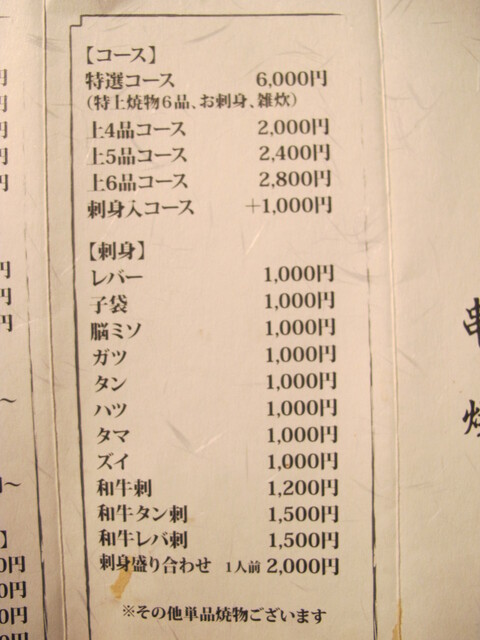 【コース】
特選コース 6,000円
(特上焼物6品、お刺身、雑炊)
上4品コース 2,000円
上5品コース 2,400円
上6品コース 2,800円
刺身入コース +1,000円
【刺身】
レバー 1,000円
子袋 1,000円
脳ミソ 1,000円
ガツ 1,000円
タン 1,000円
ハツ 1,000円
タマ 1,000円
ズイ 1,000円
和牛刺 1,200円
和牛タン刺 1,500円
和牛レバ刺 1,500円
刺身盛り合わせ 1人前 2,000円
※その他単品焼物ございます
串